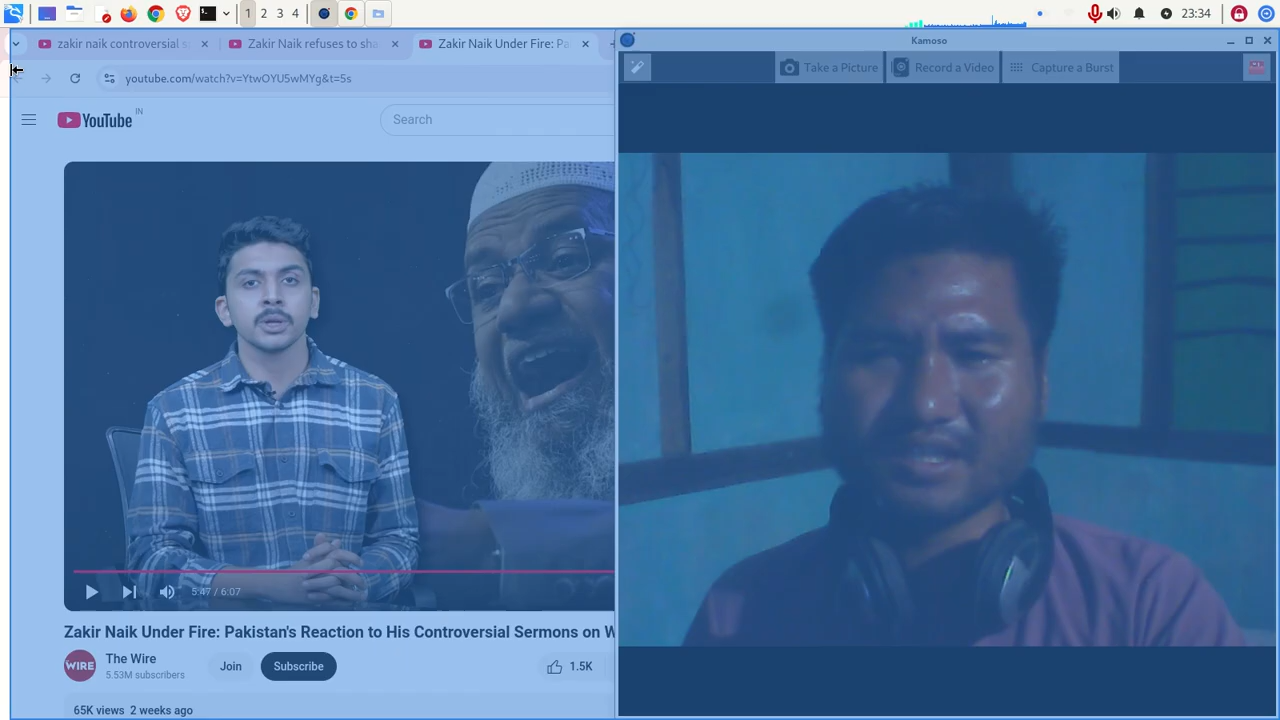 1 2 3 4
23:34
zakir naik controversial s
Zakir Naik refuses to sha
Zakir Naik Under Fire: Pa
Kamoso
youtube.com/watch?v=YtwOYU5wMYg&t=5s
Take a Picture
Record a Video
Capture a Burst
YouTube IN
Search
5:47 / 6:07
Zakir Naik Under Fire: Pakistan's Reaction to His Controversial Sermons on W
WIRE
The Wire
5.53M subscribers
Join
Subscribe
1.5K
65K views 2 weeks ago